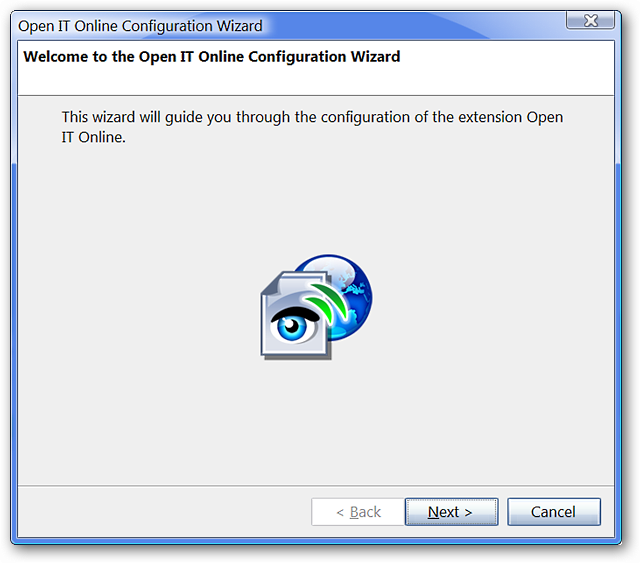 Open IT Online Configuration Wizard
Welcome to the Open IT Online Configuration Wizard
This wizard will guide you through the configuration of the extension Open
IT Online.
< Back
Next >
Cancel